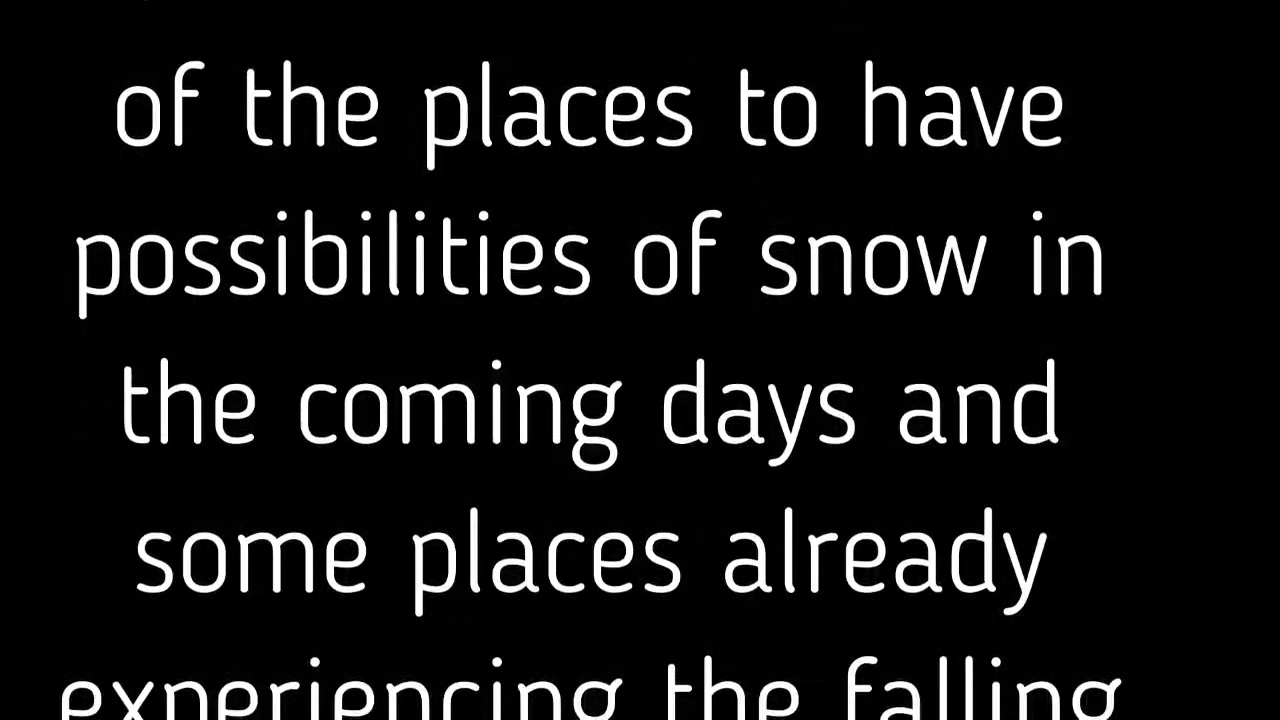 of the places to have
possibilities of snow in
the coming days and
some places already
experiencing the falling